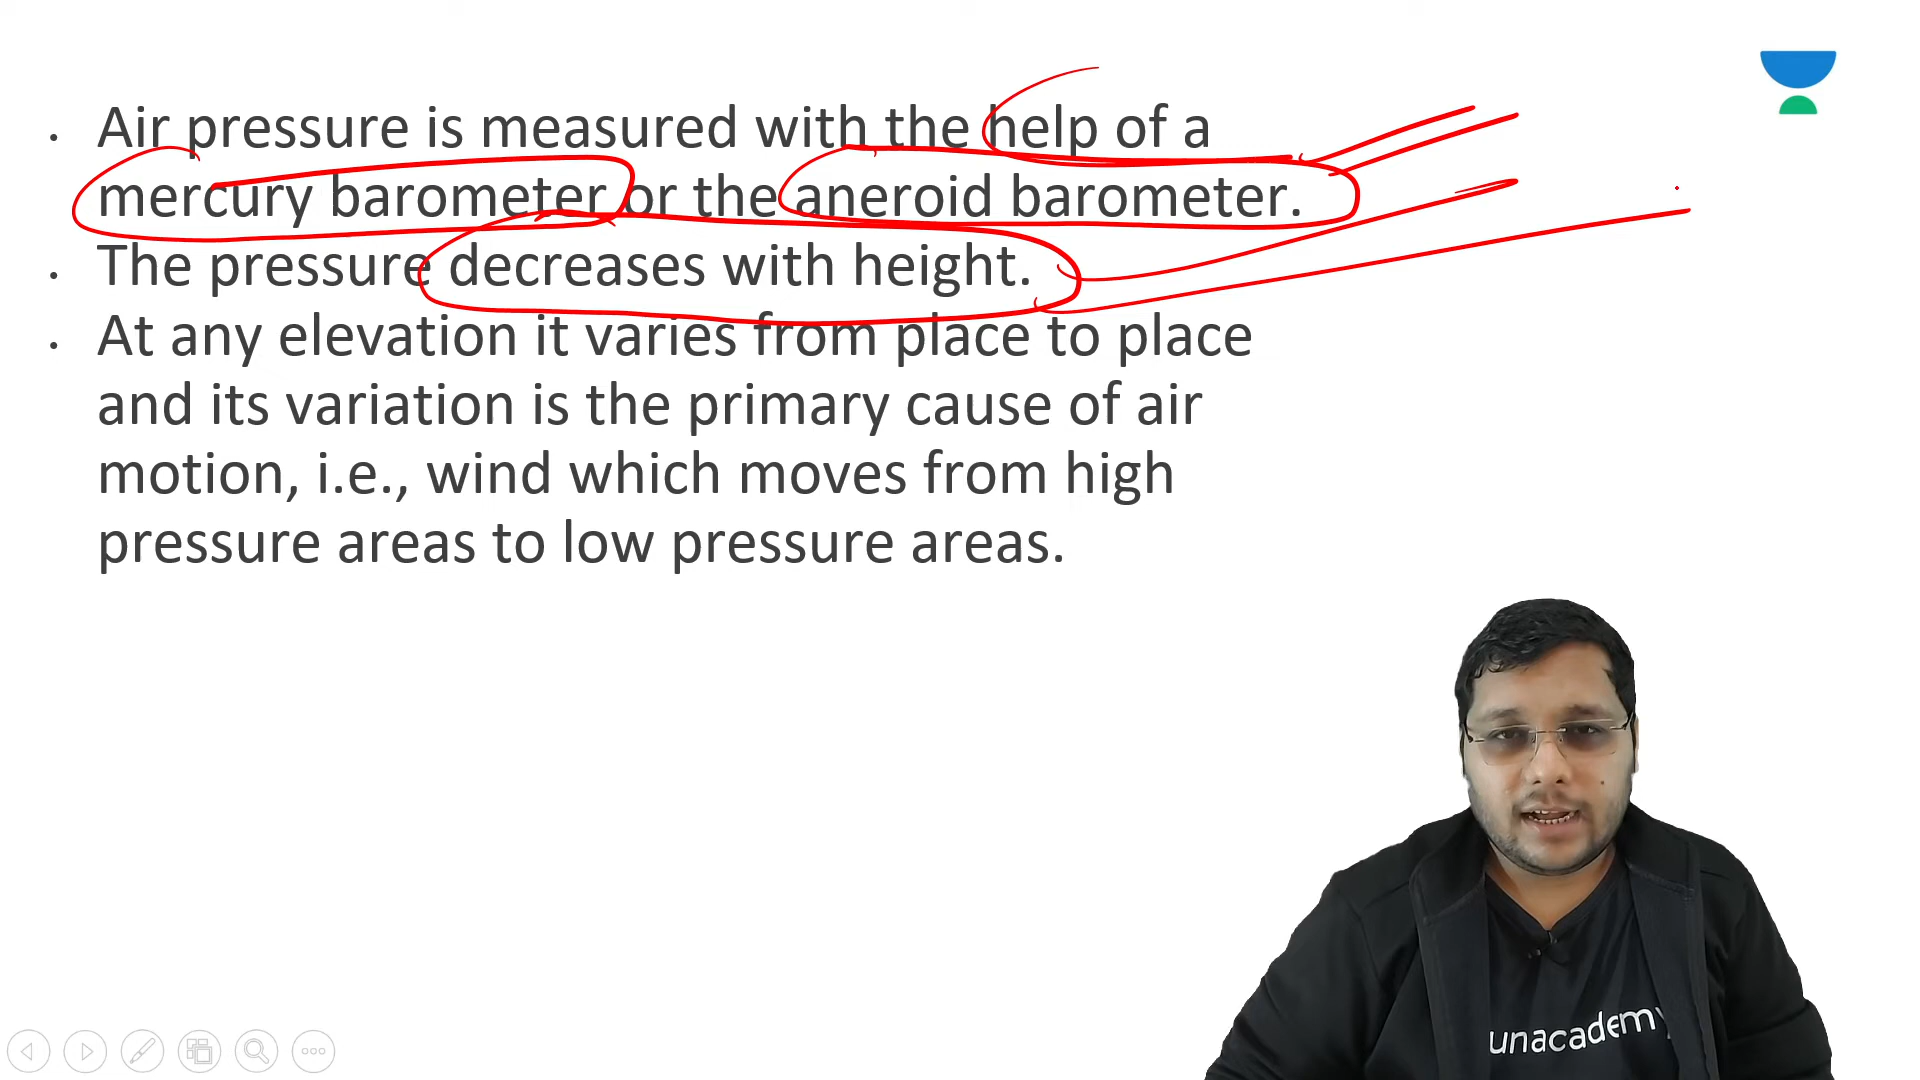 Air pressure is measured with the help of a
mercury barometer or the aneroid barometer.
The pressure decreases with height.
At any elevation it varies from place to place
and its variation is the primary cause of air
motion, i.e., wind which moves from high
pressure areas to low pressure areas.
unacademy